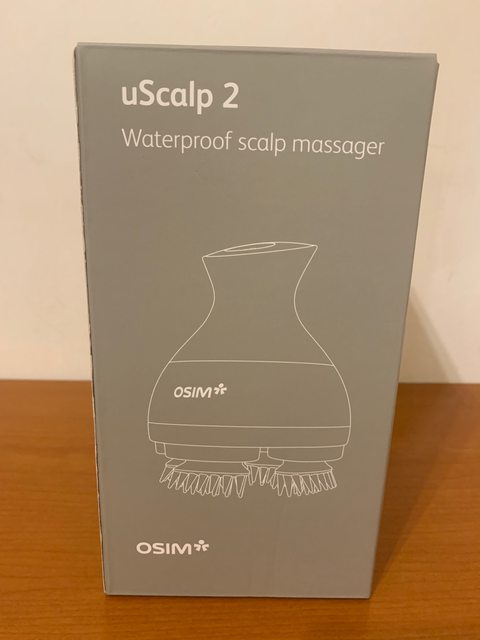 uScalp 2
Waterproof scalp massager
OSIM
OSIM